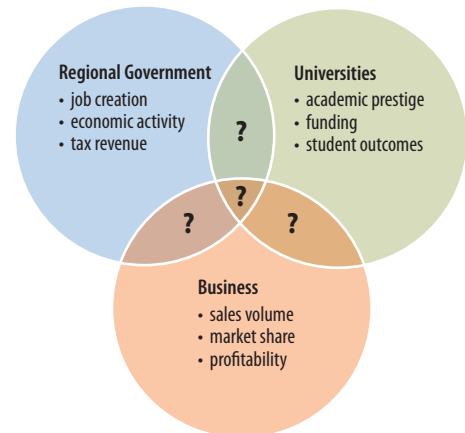 Regional Government
• job creation
• economic activity
• tax revenue
Universities
• academic prestige
• funding
• student outcomes
?
?
?
?
Business
• sales volume
• market share
• profitability